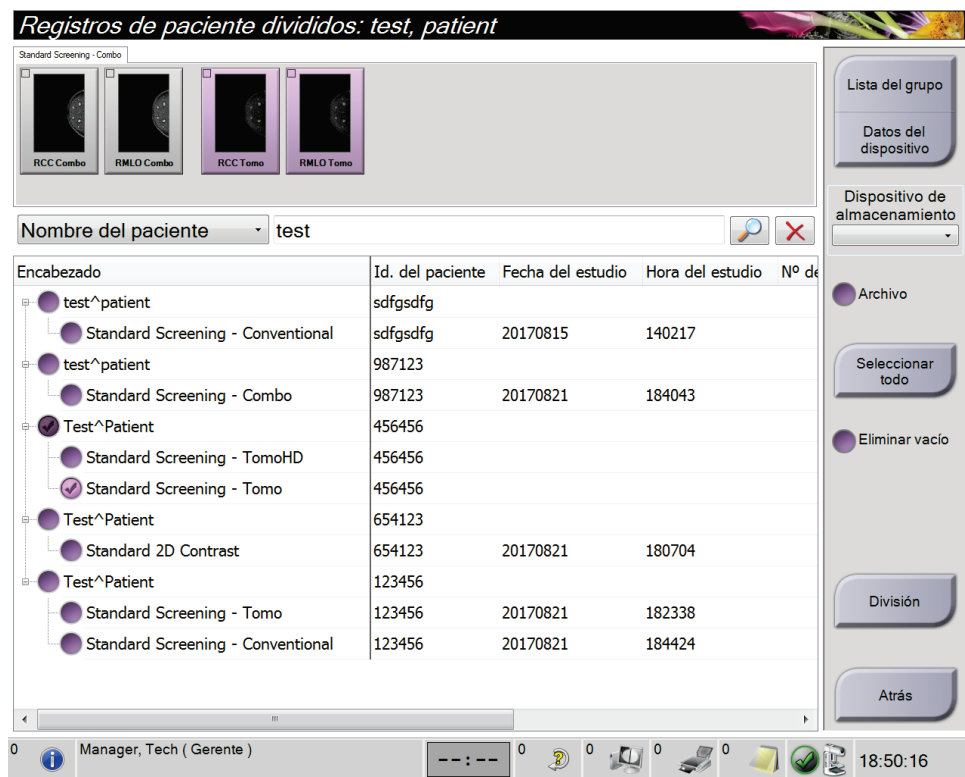 Registros de paciente divididos: test, patient
Standard Screening - Combo
RCC Combo RMLO Combo RCC Tomo RMLO Tomo
Lista del grupo
Datos del
dispositivo
Dispositivo de
almacenamiento
Nombre del paciente test
Encabezado Id. del paciente Fecha del estudio Hora del estudio Nº de
test^patient sdfgsdfg
Standard Screening - Conventional sdfgsdfg 20170815 140217
test^patient 987123
Standard Screening - Combo 987123 20170821 184043
Test^Patient 456456
Standard Screening - TomoHD 456456
Standard Screening - Tomo 456456
Test^Patient 654123
Standard 2D Contrast 654123 20170821 180704
Test^Patient 123456
Standard Screening - Tomo 123456 20170821 182338
Standard Screening - Conventional 123456 20170821 184424
Archivo
Seleccionar
todo
Eliminar vacío
División
Atrás
0 Manager, Tech ( Gerente ) --:-- 0 0 0 0 18:50:16